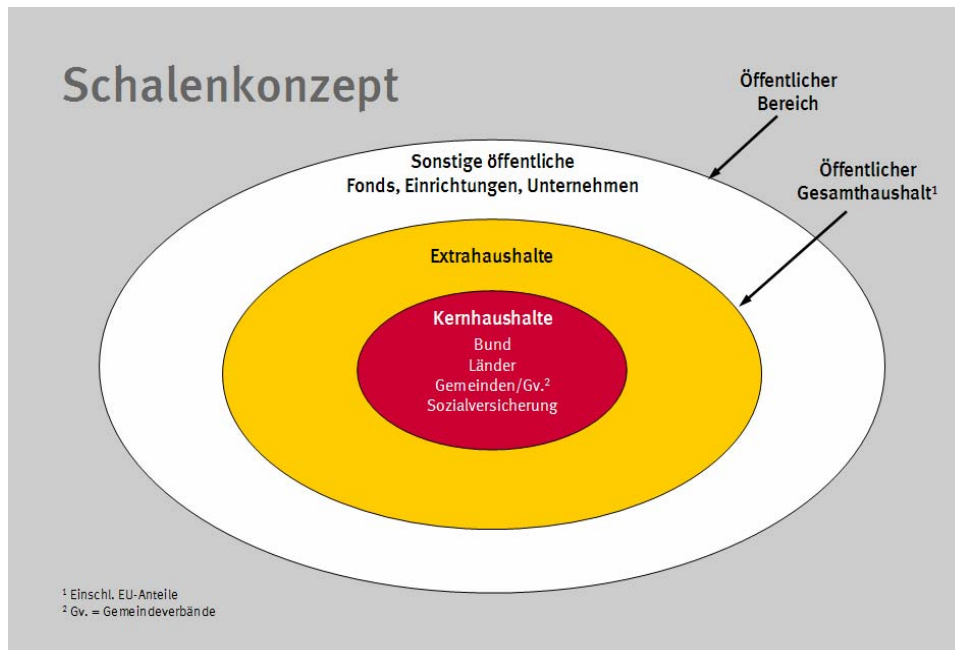 Schalenkonzept
Öffentlicher
Bereich
Öffentlicher
Gesamthaushalt¹
Sonstige öffentliche
Fonds, Einrichtungen, Unternehmen
Extrahaushalte
Kernhaushalte
Bund
Länder
Gemeinden/Gv.²
Sozialversicherung
¹ Einschl. EU-Anteile
² Gv. = Gemeindeverbände